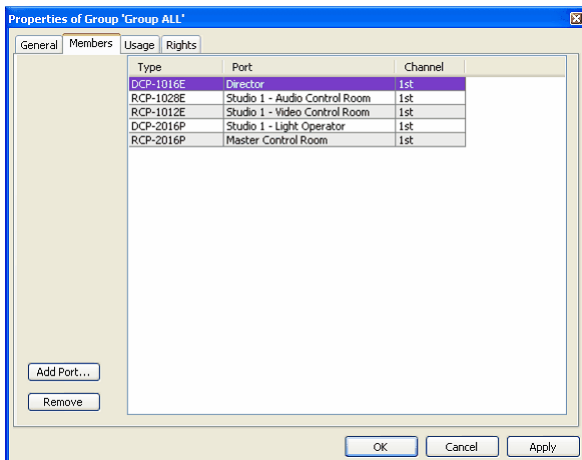 Properties of Group 'Group ALL'
General Members Usage Rights
Type Port Channel
DCP-1016E Director 1st
RCP-1028E Studio 1 - Audio Control Room 1st
RCP-1012E Studio 1 - Video Control Room 1st
DCP-2016P Studio 1 - Light Operator 1st
RCP-2016P Master Control Room 1st
Add Port...
Remove
OK Cancel Apply